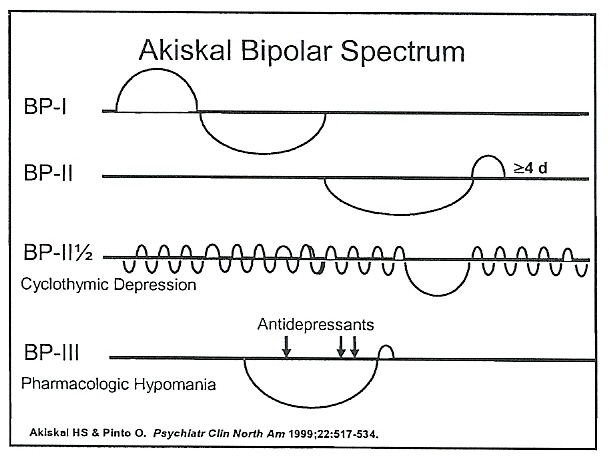 Akiskal Bipolar Spectrum
BP-I
BP-II
≥4 d
BP-II½
Cyclothymic Depression
Antidepressants
BP-III
Pharmacologic Hypomania
Akiskal HS & Pinto O. Psychiatr Clin North Am 1999;22:517-534.